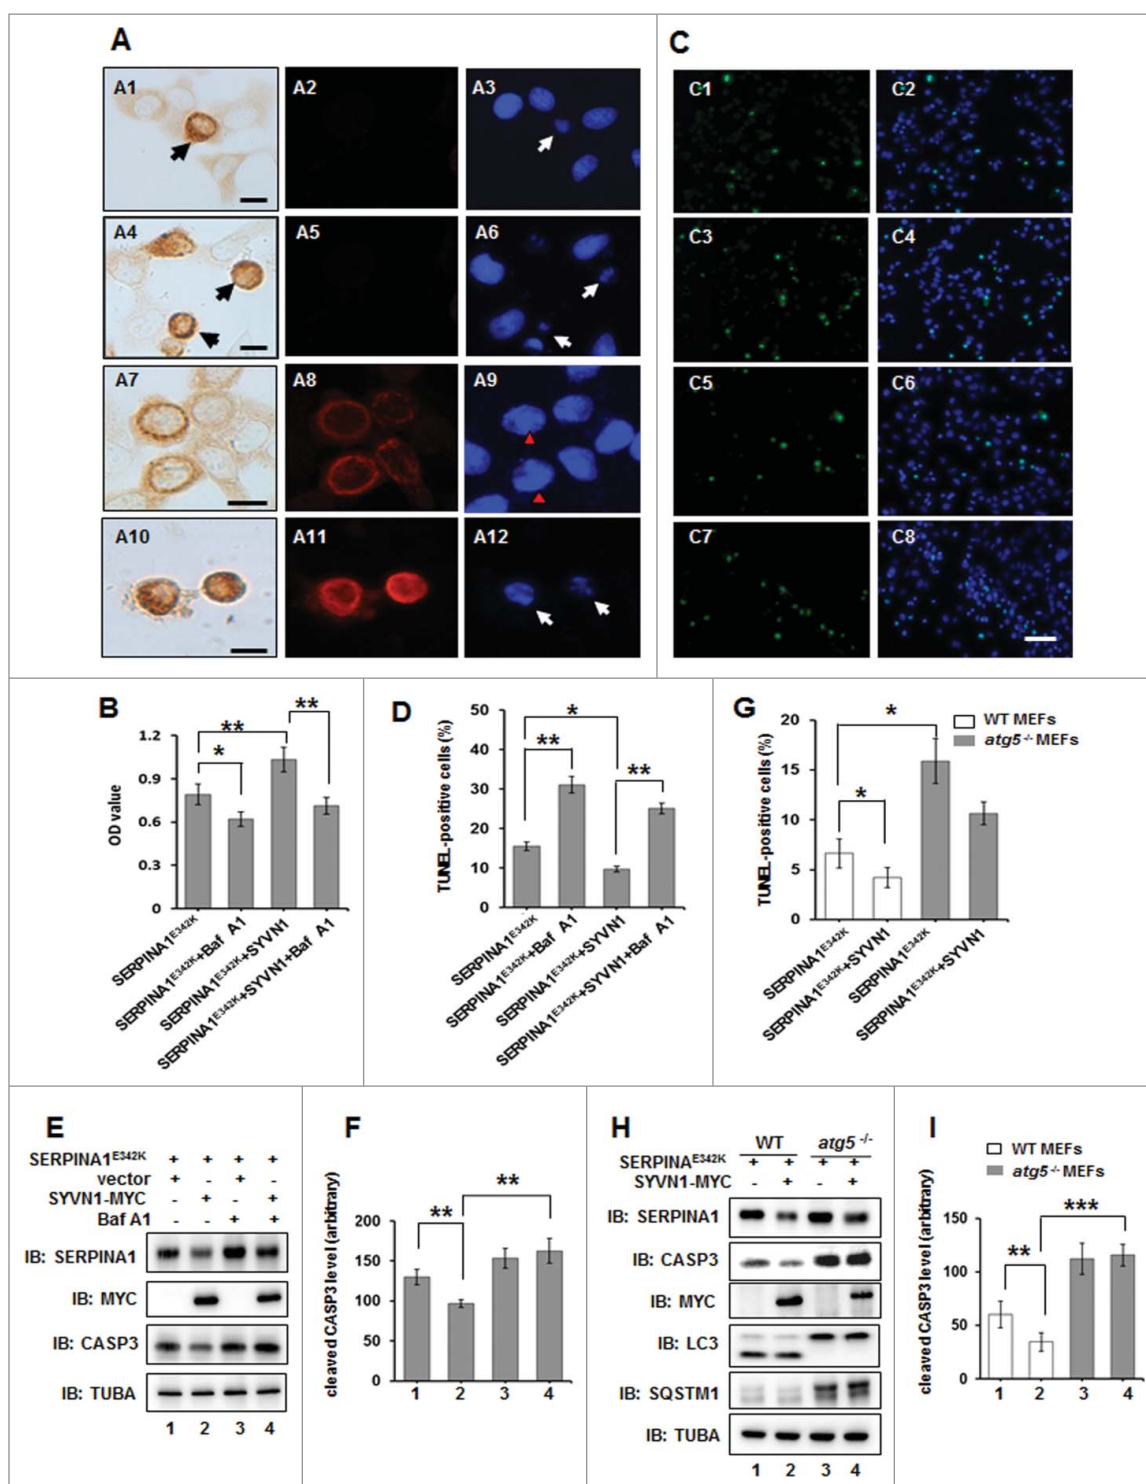 A
A1
A2
A3
A4
A5
A6
A7
A8
A9
A10
A11
A12
C
C1
C2
C3
C4
C5
C6
C7
C8
B
OD value
1.2
0.9
0.6
0.3
0
*
**
**
SERPINA1E342K
SERPINA1E342K+Baf A1
SERPINA1E342K+SYVN1
SERPINA1E342K+SYVN1+Baf A1
D
TUNEL-positive cells (%)
50
40
30
20
10
0
*
**
**
SERPINA1E342K
SERPINA1E342K+Baf A1
SERPINA1E342K+SYVN1
SERPINA1E342K+SYVN1+Baf A1
G
WT MEFs
atg5-/- MEFs
TUNEL-positive cells (%)
20
15
10
5
0
*
*
SERPINA1E342K
SERPINA1E342K+SYVN1
SERPINA1E342K
SERPINA1E342K+SYVN1
E
SERPINA1E342K + + + +
vector + - + -
SYVN1-MYC - + - +
Baf A1 - - + +
IB: SERPINA1
IB: MYC
IB: CASP3
IB: TUBA
1 2 3 4
F
cleaved CASP3 level (arbitrary)
200
150
100
50
0
**
**
1 2 3 4
H
WT atg5 -/-
SERPINAE342K + + + +
SYVN1-MYC - + - +
IB: SERPINA1
IB: CASP3
IB: MYC
IB: LC3
IB: SQSTM1
IB: TUBA
1 2 3 4
I
WT MEFs
atg5-/- MEFs
cleaved CASP3 level (arbitrary)
150
100
50
0
**
***
1 2 3 4